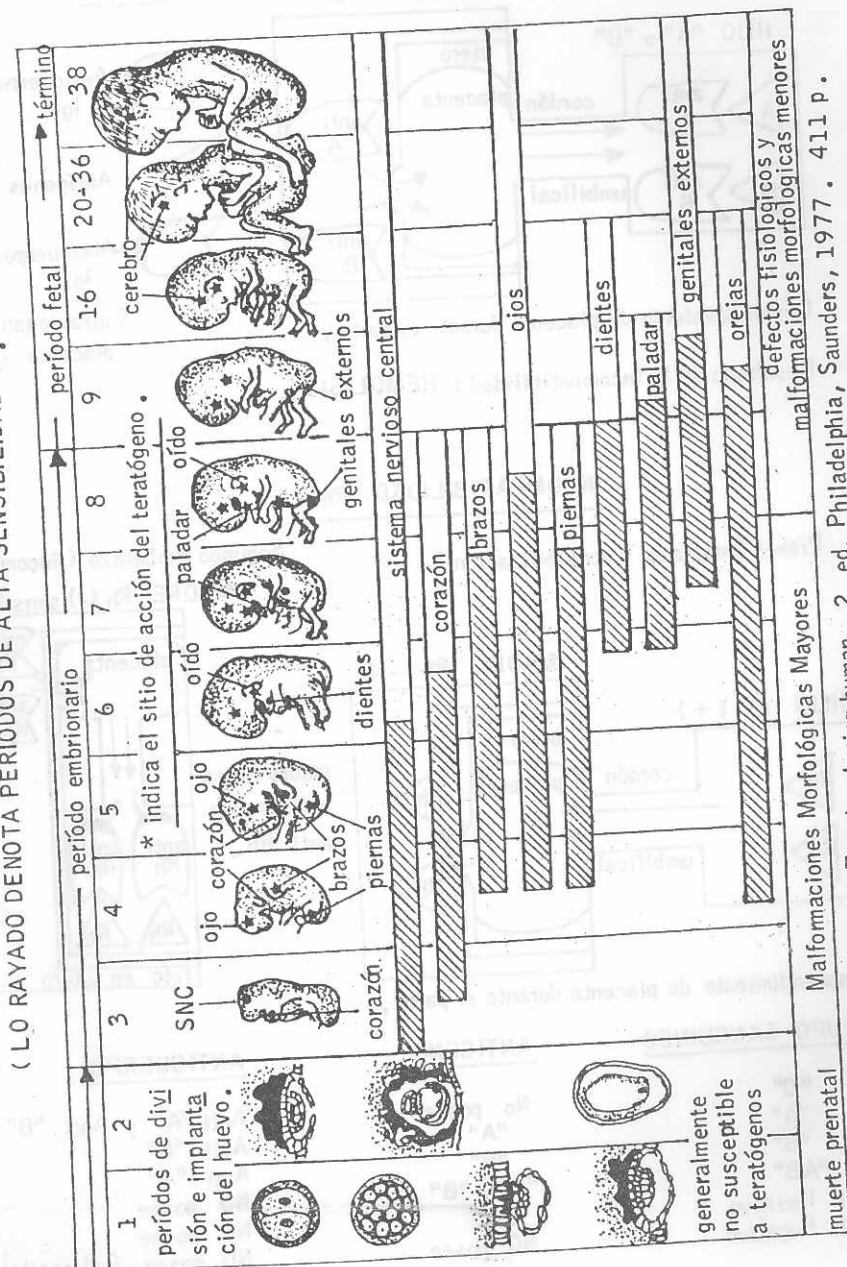 (LO RAYADO DENOTA PERIODOS DE ALTA SENSIBILIDAD
período embrionario
período fetal
término
1 2 3 4 5 6 7 8 9 16 20-36 38
períodos de divi
sión e implanta
ción del huevo.
* indica el sitio de acción del teratógeno.
SNC
ojo
corazón
ojo
oído
paladar
oído
cerebro
corazón
brazos
piernas
dientes
genitales externos
generalmente
no susceptible
a teratógenos
sistema nervioso central
corazón
brazos
ojos
piernas
dientes
paladar
genitales externos
orejas
muerte prenatal
Malformaciones Morfológicas Mayores
defectos fisiologicos y
malformaciones morfologicas menores
2 ed. Philadelphia, Saunders, 1977. 411 p.